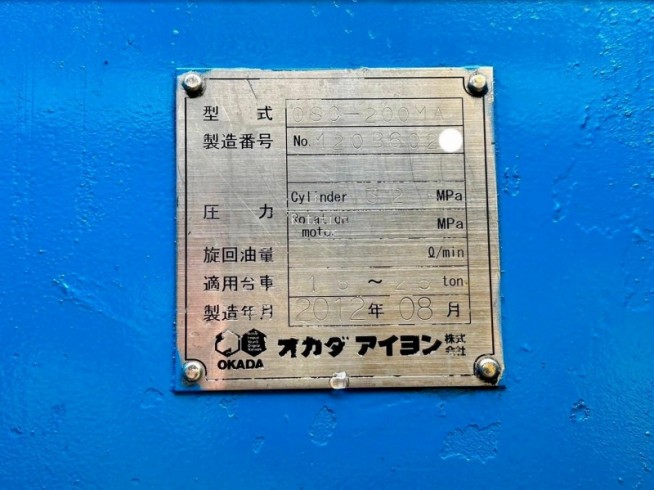 型式
製造番号 No.
Cylinder MPa
圧力
Rotation MPa
motor
旋回油量 ℓ/min
適用台車 ～ ton
製造年月 2012年 08月
OKADA オカダ アイヨン 株式会社